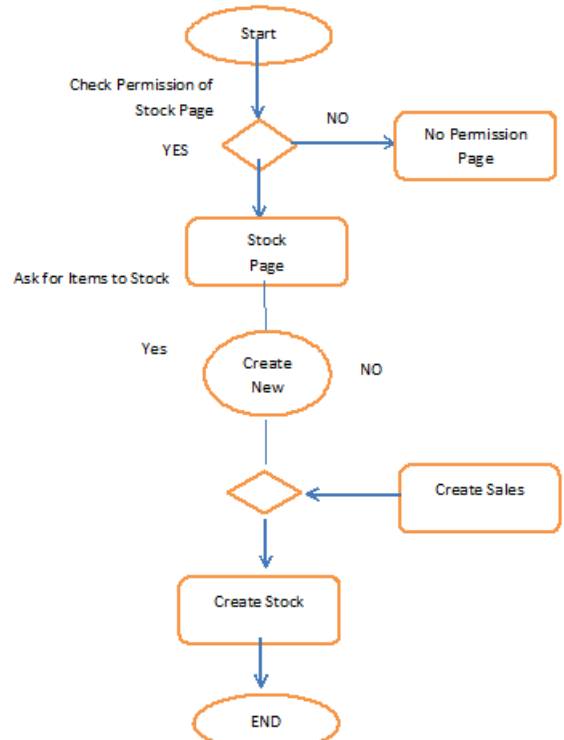 Start
Check Permission of
Stock Page
NO
No Permission
Page
YES
Stock
Page
Ask for Items to Stock
Yes
Create
New
NO
Create Sales
Create Stock
END